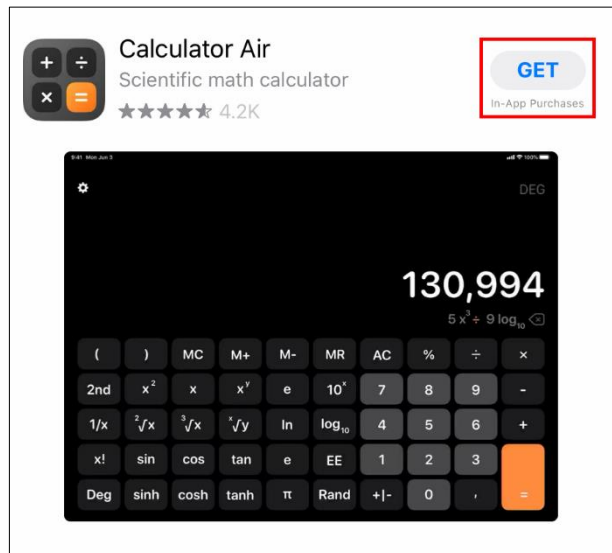 Calculator Air
Scientific math calculator
4.2K
GET
In-App Purchases
9:41 Mon Jun 3
100%
DEG
130,994
5 x³ ÷ 9 log₁₀
( ) MC M+ M- MR AC % ÷ ×
2nd x² x xʸ e 10ˣ 7 8 9 -
1/x ²√x ³√x ˣ√y ln log₁₀ 4 5 6 +
x! sin cos tan e EE 1 2 3
Deg sinh cosh tanh π Rand +|- 0 , =